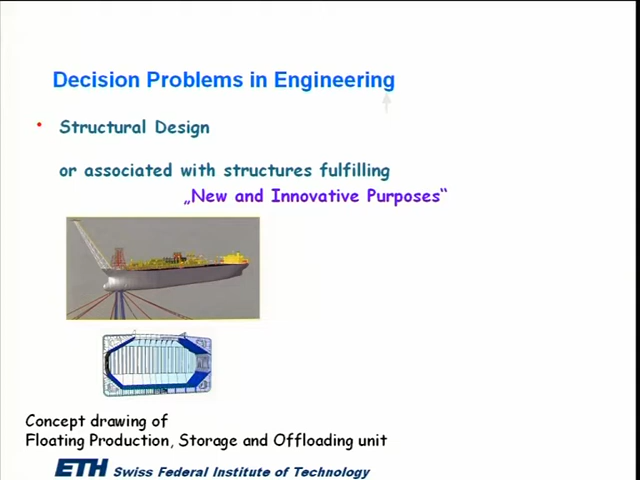 Decision Problems in Engineering
• Structural Design
or associated with structures fulfilling
„New and Innovative Purposes“
Concept drawing of
Floating Production, Storage and Offloading unit
ETH Swiss Federal Institute of Technology